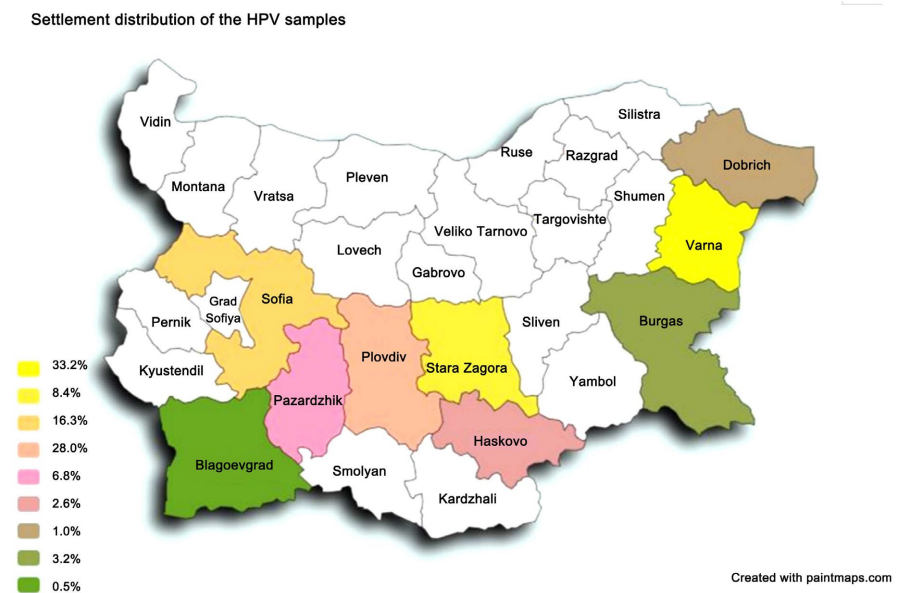 Settlement distribution of the HPV samples
Vidin
Silistra
Ruse
Razgrad
Dobrich
Montana
Vratsa
Pleven
Shumen
Targovishte
Veliko Tarnovo
Varna
Lovech
Gabrovo
Sofia
Grad
Sofiya
Pernik
Sliven
Burgas
Plovdiv
Stara Zagora
Kyustendil
Yambol
Pazardzhik
Haskovo
Blagoevgrad
Smolyan
Kardzhali
33.2%
8.4%
16.3%
28.0%
6.8%
2.6%
1.0%
3.2%
0.5%
Created with paintmaps.com